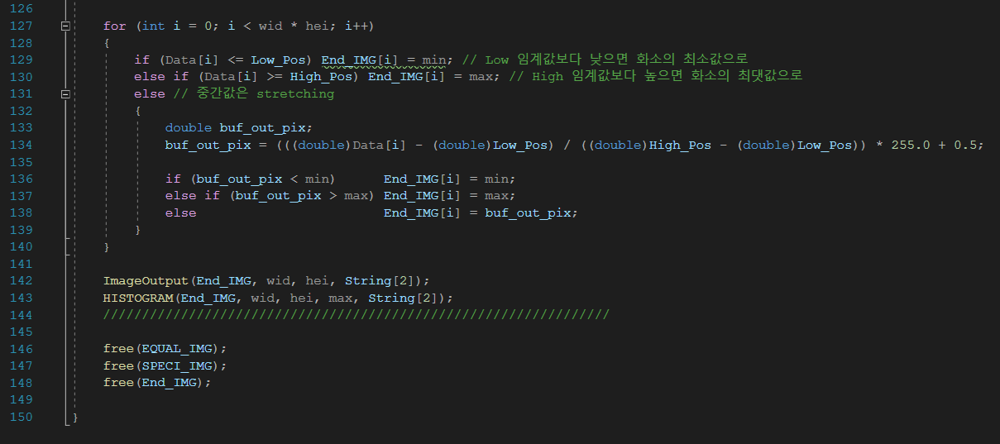 126
127 for (int i = 0; i < wid * hei; i++)
128 {
129 if (Data[i] <= Low_Pos) End_IMG[i] = min; // Low 임계값보다 낮으면 화소의 최소값으로
130 else if (Data[i] >= High_Pos) End_IMG[i] = max; // High 임계값보다 높으면 화소의 최댓값으로
131 else // 중간값은 stretching
132 {
133 double buf_out_pix;
134 buf_out_pix = (((double)Data[i] - (double)Low_Pos) / ((double)High_Pos - (double)Low_Pos)) * 255.0 + 0.5;
135
136 if (buf_out_pix < min) End_IMG[i] = min;
137 else if (buf_out_pix > max) End_IMG[i] = max;
138 else End_IMG[i] = buf_out_pix;
139 }
140 }
141
142 ImageOutput(End_IMG, wid, hei, String[2]);
143 HISTOGRAM(End_IMG, wid, hei, max, String[2]);
144 /////////////////////////////////////////////////////////////////
145
146 free(EQUAL_IMG);
147 free(SPECI_IMG);
148 free(End_IMG);
149
150 }